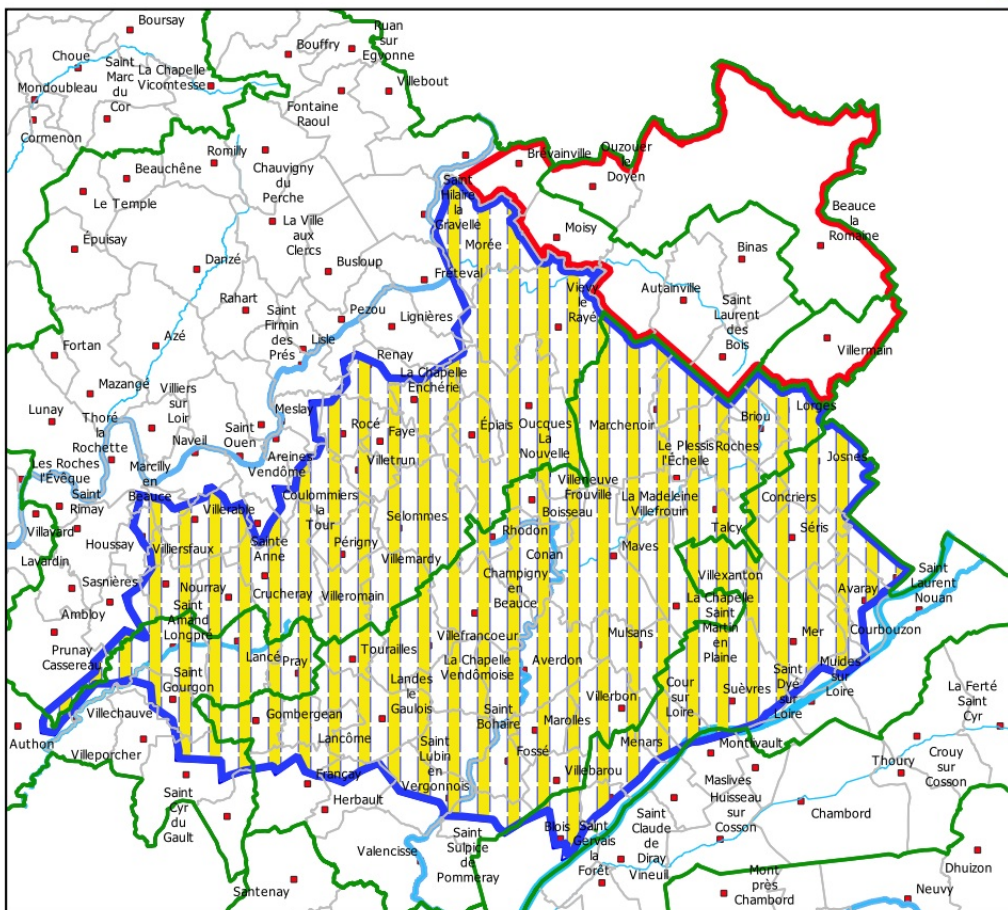 Boursay
Ruan
sur
Egvonne
Bouffry
Choue
Saint
Marc
du
Cor
La Chapelle
Vicomtesse
Mondoubleau
Villebout
Fontaine
Raoul
Cormenon
Romilly
Beauchêne
Chauvigny
du
Perche
Brévainville
Ouzouer
le
Doyen
Saint
Hilaire
la
Gravelle
Le Temple
La Ville
aux
Clercs
Moisy
Beauce
la
Romaine
Épuisay
Morée
Binas
Danzé
Busloup
Fréteval
Vievy
le
Rayé
Autainville
Rahart
Saint
Firmin
des
Prés
Pezou
Lignières
Saint
Laurent
des
Bois
Fortan
Azé
Lisle
Renay
Villermain
La Chapelle
Enchérie
Mazangé
Villiers
sur
Loir
Lunay
Thoré
la
Rochette
Meslay
Lorges
Briou
Naveil
Saint
Ouen
Rocé
Faye
Épiais
Oucques
La
Nouvelle
Marchenoir
Areines
Vendôme
Villetrun
Le Plessis
l'Échelle
Roches
Josnes
Les Roches
l'Évêque
Marcilly
en
Beauce
Villeneuve
Frouville
Saint
Rimay
Coulommiers
la
Tour
Boisseau
La Madeleine
Villefrouin
Concriers
Villavard
Villerable
Selommes
Rhodon
Talcy
Séris
Houssay
Villiersfaux
Sainte
Anne
Périgny
Conan
Maves
Lavardin
Villemardy
Champigny
en
Beauce
Villexanton
Saint
Laurent
Nouan
Sasnières
Nourray
Crucheray
Villeromain
Avaray
Ambloy
Saint
Amand
Longpré
La Chapelle
Saint
Martin
en
Plaine
Courbouzon
Villefrancoeur
Mulsans
Mer
Prunay
Cassereau
Lancé
Pray
Tourailles
La Chapelle
Vendômoise
Averdon
Muides
sur
Loire
Saint
Gourgon
Landes
le
Gaulois
Villerbon
Cour
sur
Loire
Suèvres
Saint
Dyé
sur
Loire
La Ferté
Saint
Cyr
Villechauve
Gombergean
Saint
Bohaire
Marolles
Authon
Villeporcher
Lançôme
Fossé
Menars
Montlivault
Crouy
sur
Cosson
Saint
Lubin
en
Vergonnois
Thoury
Françay
Villebarou
Maslives
Saint
Cyr
du
Gault
Herbault
Huisseau
sur
Cosson
Chambord
Saint
Claude
de
Diray
Blois
Saint
Gervais
la
Forêt
Saint
Sulpice
de
Pommeray
Valencisse
Vineuil
Dhuizon
Mont
près
Chambord
Santenay
Neuvy